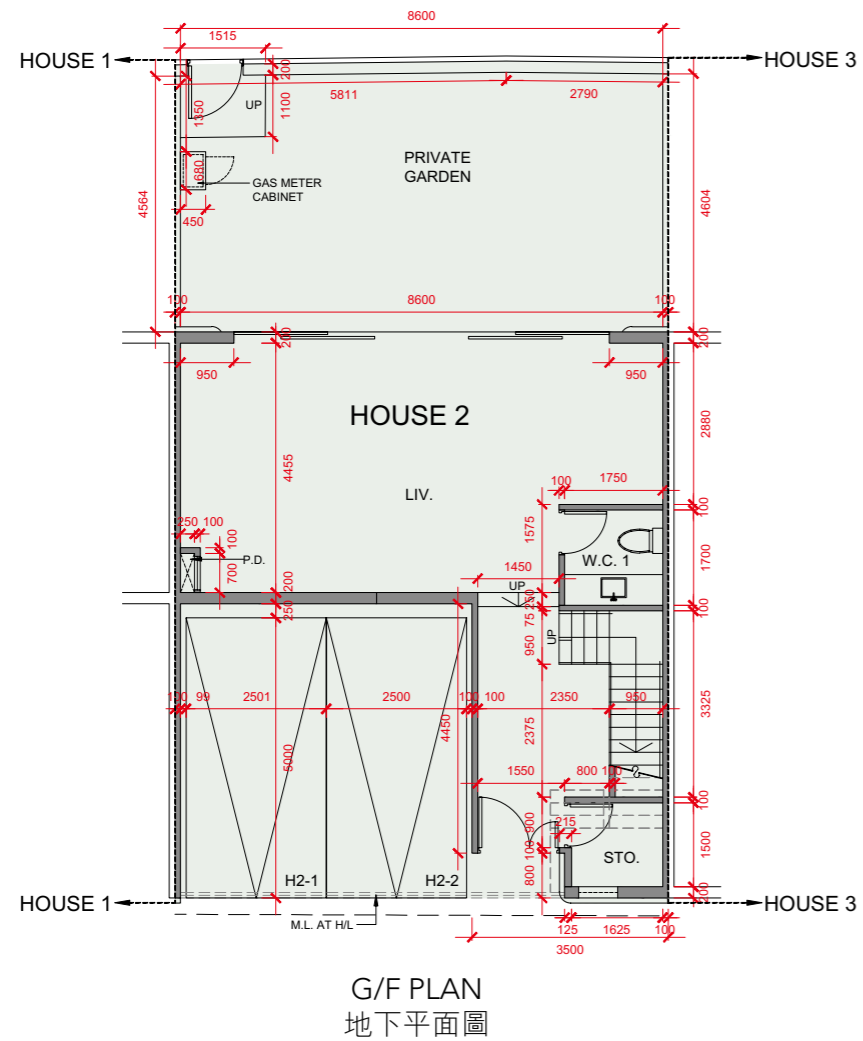 8600
1515
HOUSE 1
HOUSE 3
200
5811
2790
UP
1100
1350
PRIVATE
GARDEN
680
GAS METER
CABINET
450
4564
4604
100
8600
100
200
200
950
950
HOUSE 2
2880
4455
LIV.
100
1750
100
1575
250
100
100
W.C. 1
1700
P.D.
700
1450
200
UP
250
250
100
75
UP
950
100
99
2501
2500
100
100
2350
950
3325
4450
2375
5000
1550
800
100
100
900
215
100
STO.
1500
800
H2-1
H2-2
200
HOUSE 1
HOUSE 3
M.L. AT H/L
125
1625
100
3500
G/F PLAN
地下平面圖